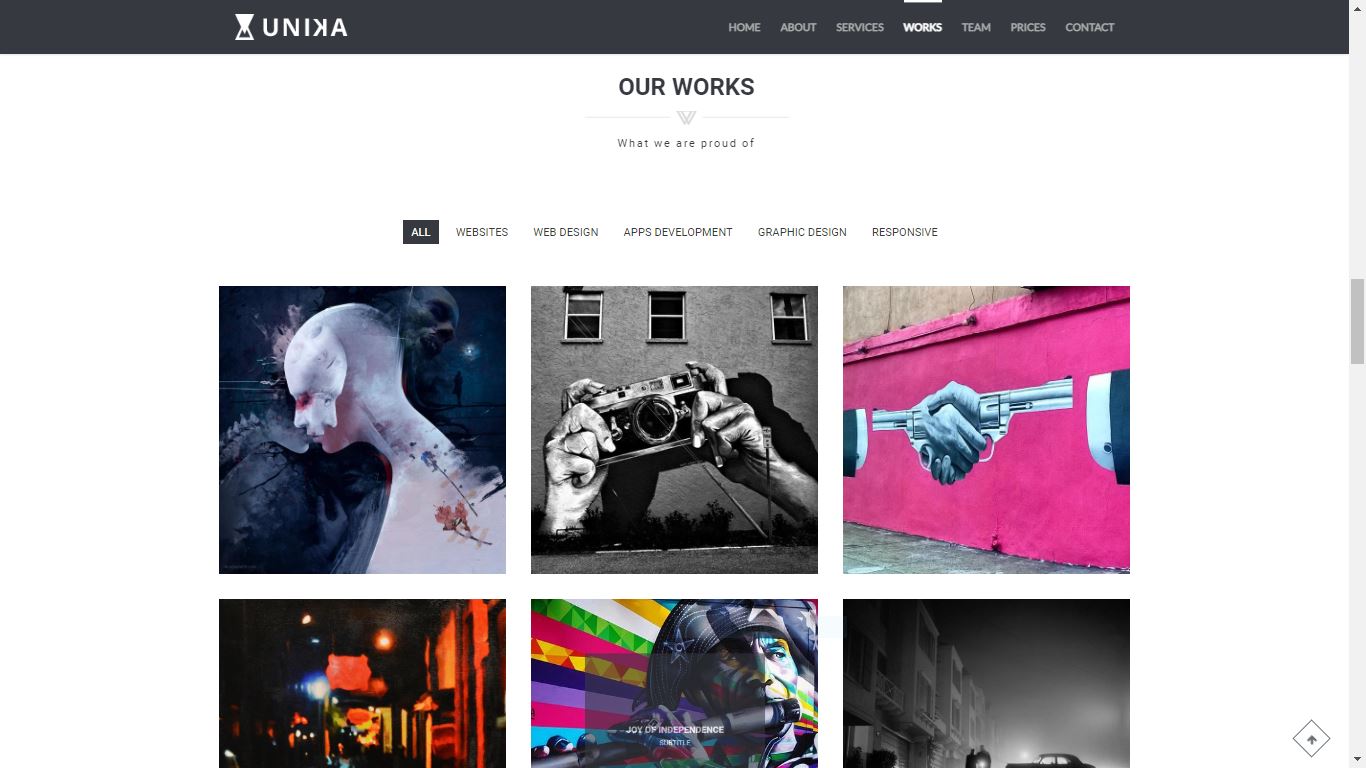 UNIKA
HOME ABOUT SERVICES WORKS TEAM PRICES CONTACT
OUR WORKS
What we are proud of
ALL WEBSITES WEB DESIGN APPS DEVELOPMENT GRAPHIC DESIGN RESPONSIVE
JOY OF INDEPENDENCE
SUBTITLE